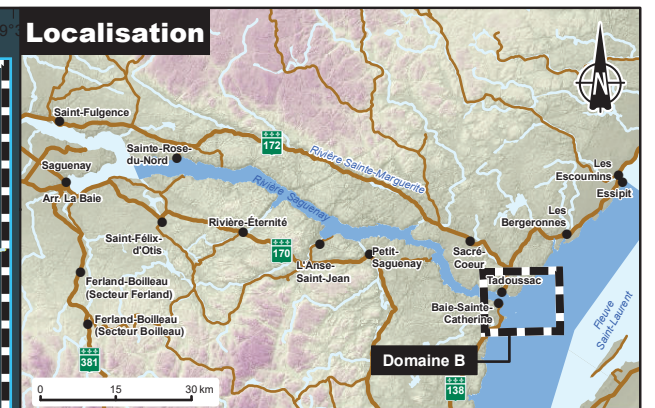 Localisation
N
Saint-Fulgence
Sainte-Rose-
du-Nord
172
Rivière Sainte-Marguerite
Saguenay
Arr. La Baie
Rivière Saguenay
Les
Escoumins
Essipit
Saint-Félix-
d'Otis
Rivière-Éternité
170
L'Anse-
Saint-Jean
Petit-
Saguenay
Sacré-
Coeur
Les
Bergeronnes
Ferland-Boilleau
(Secteur Ferland)
Tadoussac
Baie-Sainte-
Catherine
Ferland-Boilleau
(Secteur Boilleau)
Fleuve
Saint-Laurent
381
Domaine B
138
0 15 30 km